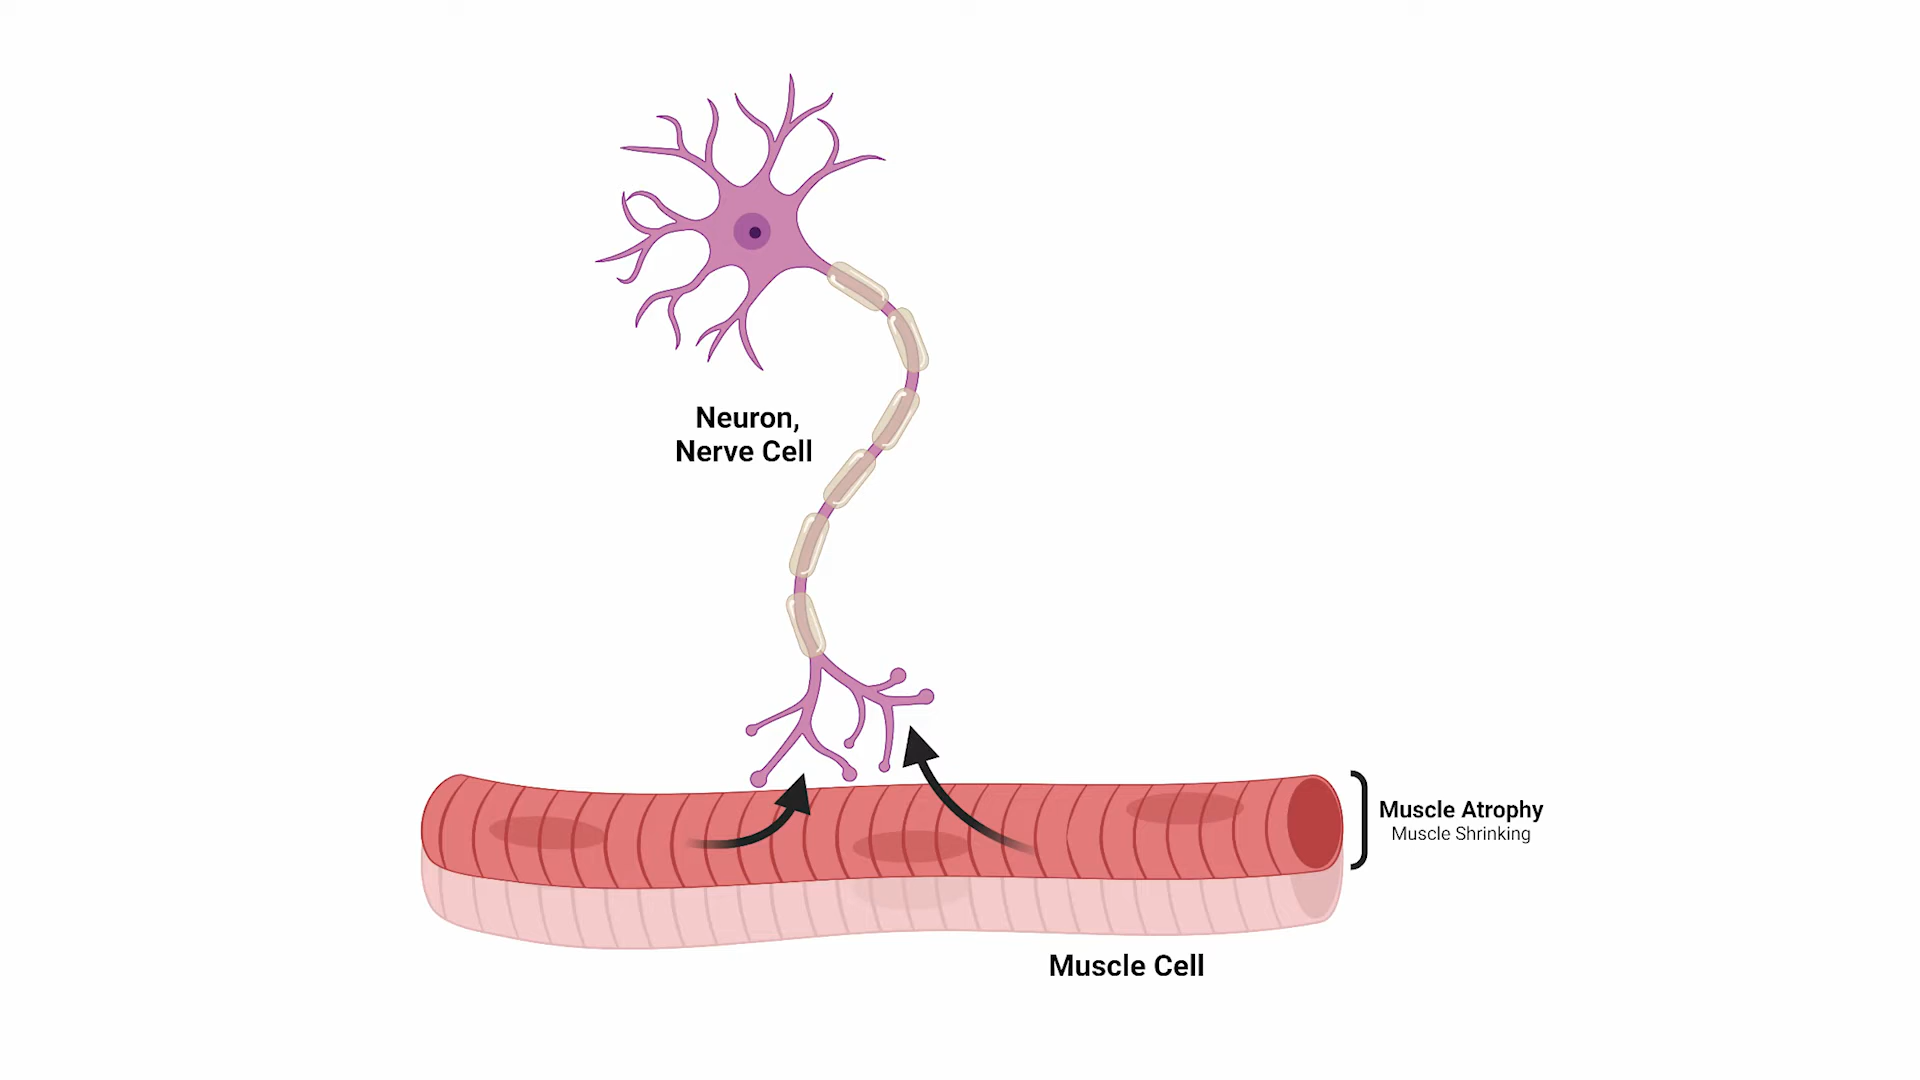 Neuron,
Nerve Cell
Muscle Atrophy
Muscle Shrinking
Muscle Cell